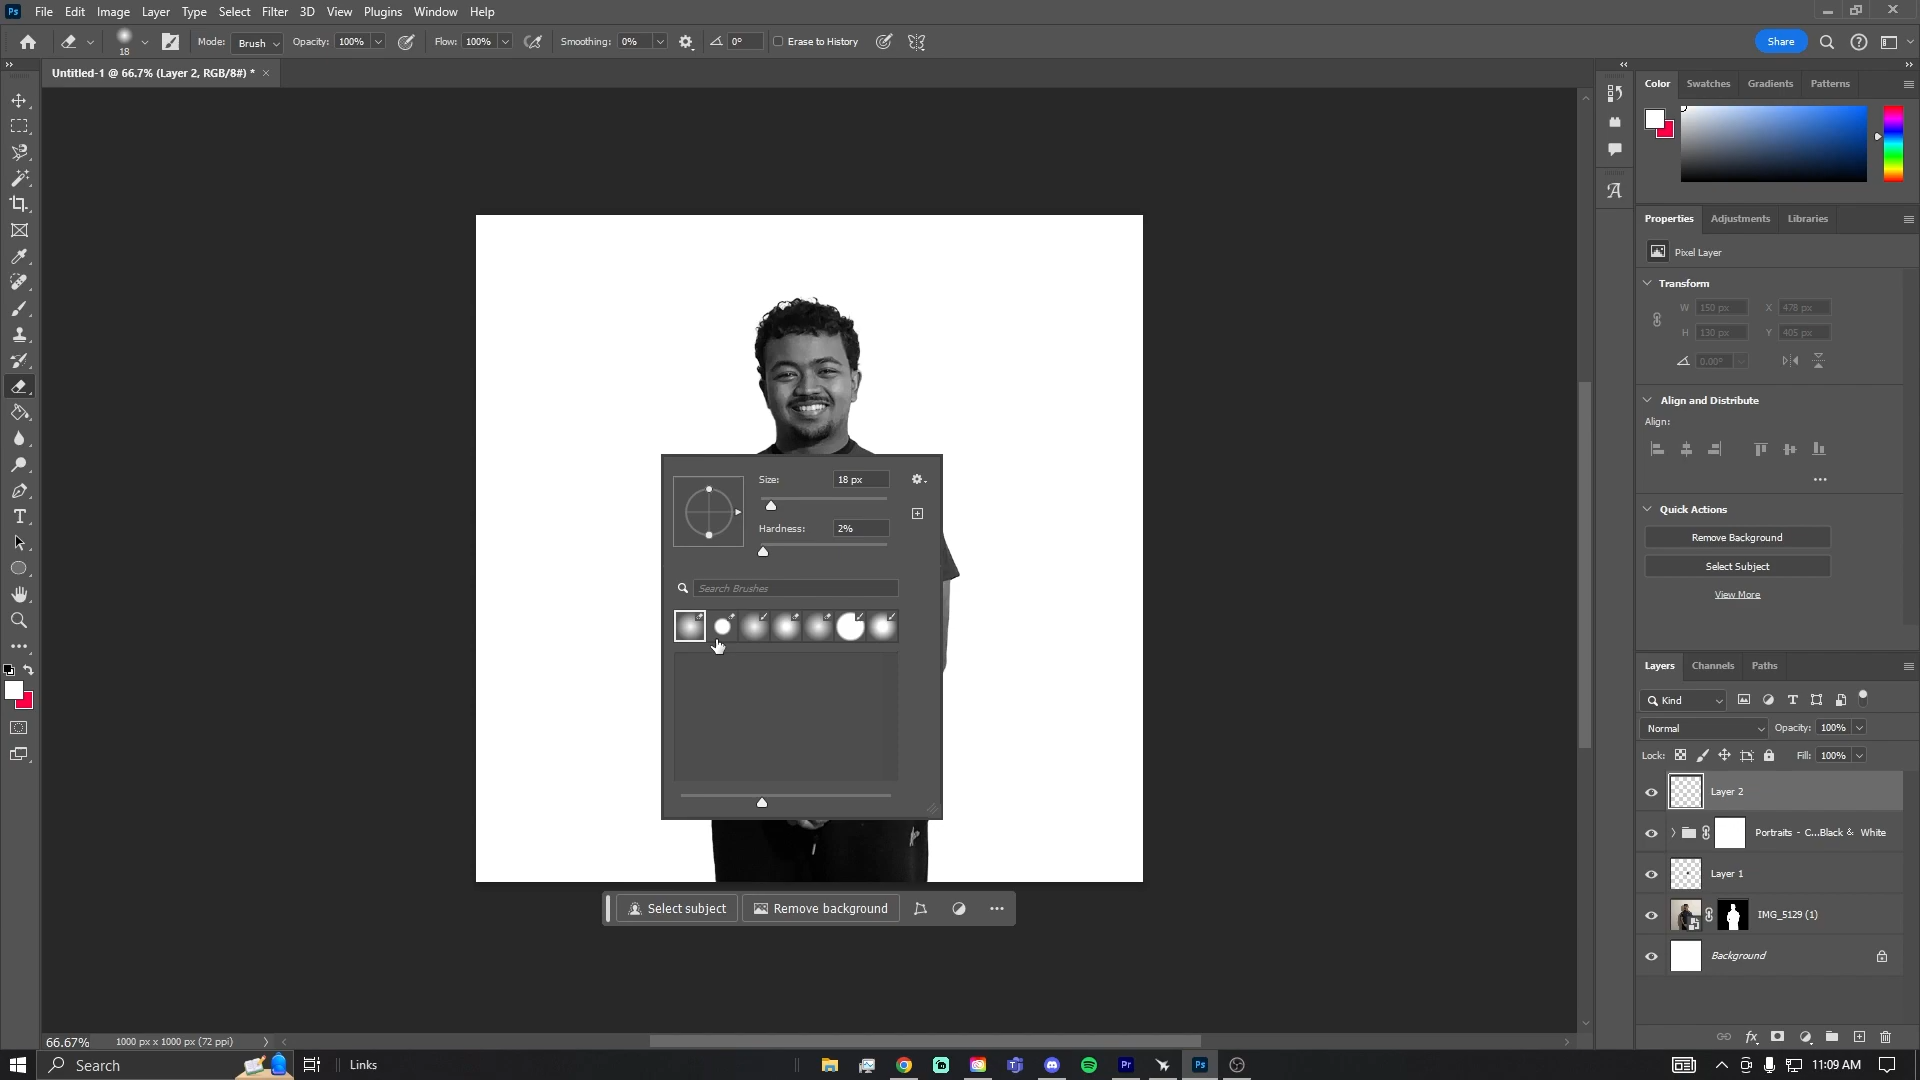 Ps File Edit Image Layer Type Select Filter 3D View Plugins Window Help
18 Mode: Brush Opacity: 100% Flow: 100% Smoothing: 0% 0° Erase to History Share
Untitled-1 @ 66.7% (Layer 2, RGB/8#) * ×
Color Swatches Gradients Patterns
Properties Adjustments Libraries
Pixel Layer
Transform
W 150 px X 478 px
H 130 px Y 405 px
0.00°
Align and Distribute
Align:
Quick Actions
Remove Background
Select Subject
View More
Size: 18 px
Hardness: 2%
Search Brushes
Select subject Remove background
Layers Channels Paths
Kind
Normal Opacity: 100%
Lock: Fill: 100%
Layer 2
Portraits - C...Black & White
Layer 1
IMG_5129 (1)
Background
66.67% 1000 px x 1000 px (72 ppi)
Search Links Pr Ps 11:09 AM